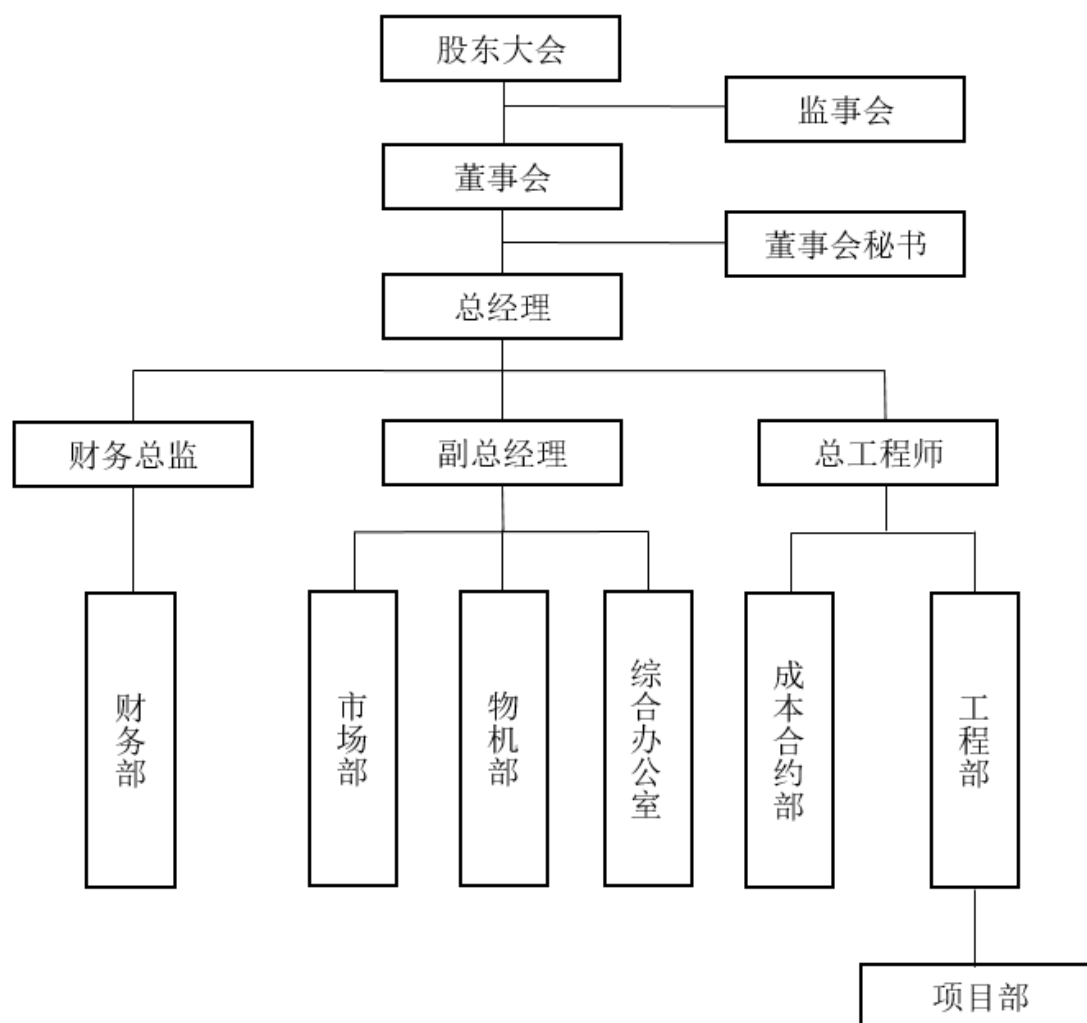 股东大会
监事会
董事会
董事会秘书
总经理
财务总监
副总经理
总工程师
财务部
市场部
物机部
综合办公室
成本合约部
工程部
项目部